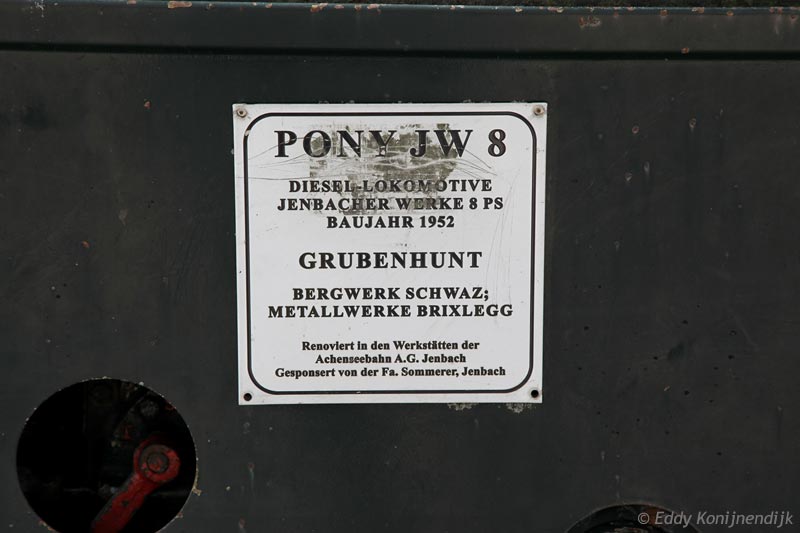 PONY JW 8
DIESEL-LOKOMOTIVE
JENBACHER WERKE 8 PS
BAUJAHR 1952
GRUBENHUNT
BERGWERK SCHWAZ;
METALLWERKE BRIXLEGG
Renoviert in den Werkstätten der
Achenseebahn A.G. Jenbach
Gesponsert von der Fa. Sommerer, Jenbach
© Eddy Konijnendijk